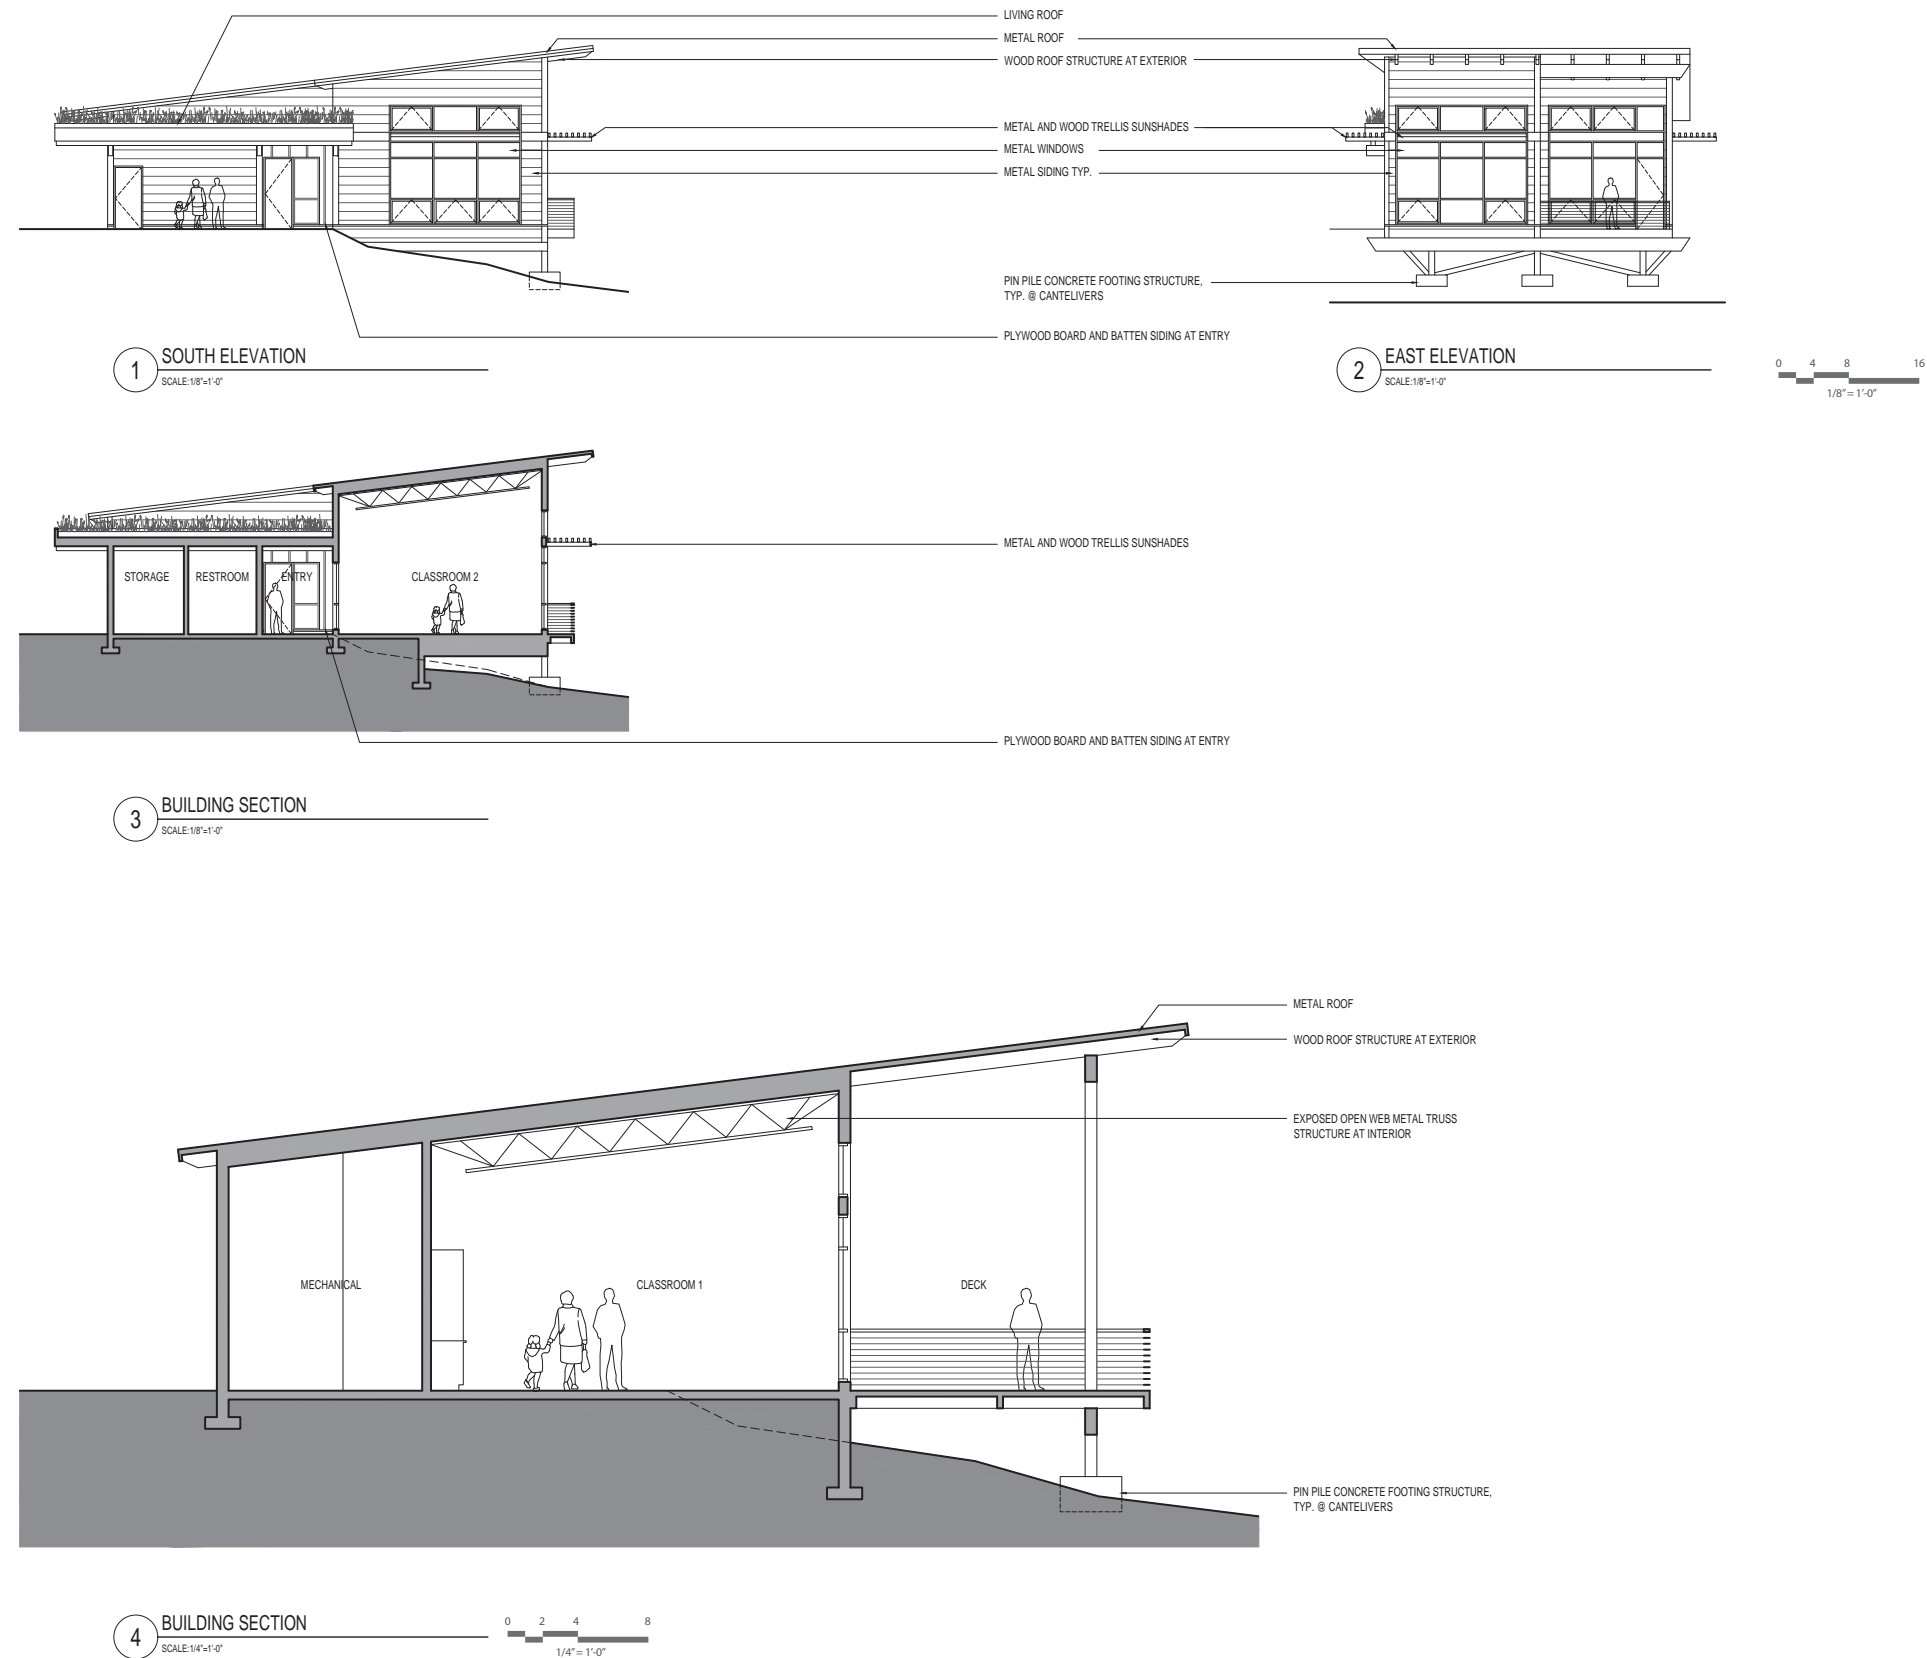 LIVING ROOF
METAL ROOF
WOOD ROOF STRUCTURE AT EXTERIOR
METAL AND WOOD TRELLIS SUNSHADES
METAL WINDOWS
METAL SIDING TYP.
PIN PILE CONCRETE FOOTING STRUCTURE,
TYP. @ CANTELIVERS
PLYWOOD BOARD AND BATTEN SIDING AT ENTRY
1
SOUTH ELEVATION
SCALE:1/8"=1'-0"
2
EAST ELEVATION
SCALE:1/8"=1'-0"
0 4 8 16
1/8" = 1'-0"
STORAGE
RESTROOM
ENTRY
CLASSROOM 2
METAL AND WOOD TRELLIS SUNSHADES
PLYWOOD BOARD AND BATTEN SIDING AT ENTRY
3
BUILDING SECTION
SCALE:1/8"=1'-0"
METAL ROOF
WOOD ROOF STRUCTURE AT EXTERIOR
EXPOSED OPEN WEB METAL TRUSS
STRUCTURE AT INTERIOR
MECHANICAL
CLASSROOM 1
DECK
PIN PILE CONCRETE FOOTING STRUCTURE,
TYP. @ CANTELIVERS
4
BUILDING SECTION
SCALE:1/4"=1'-0"
0 2 4 8
1/4" = 1'-0"